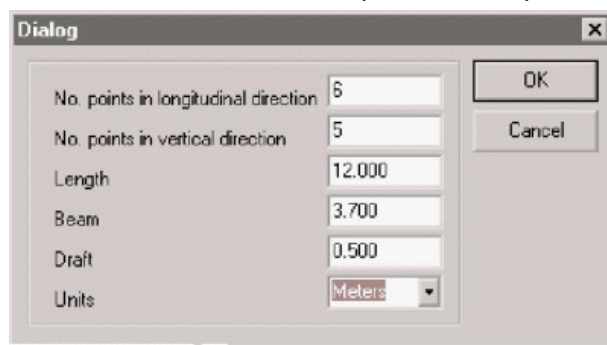 Dialog
No. points in longitudinal direction 6
No. points in vertical direction 5
Length 12.000
Beam 3.700
Draft 0.500
Units Meters
OK
Cancel